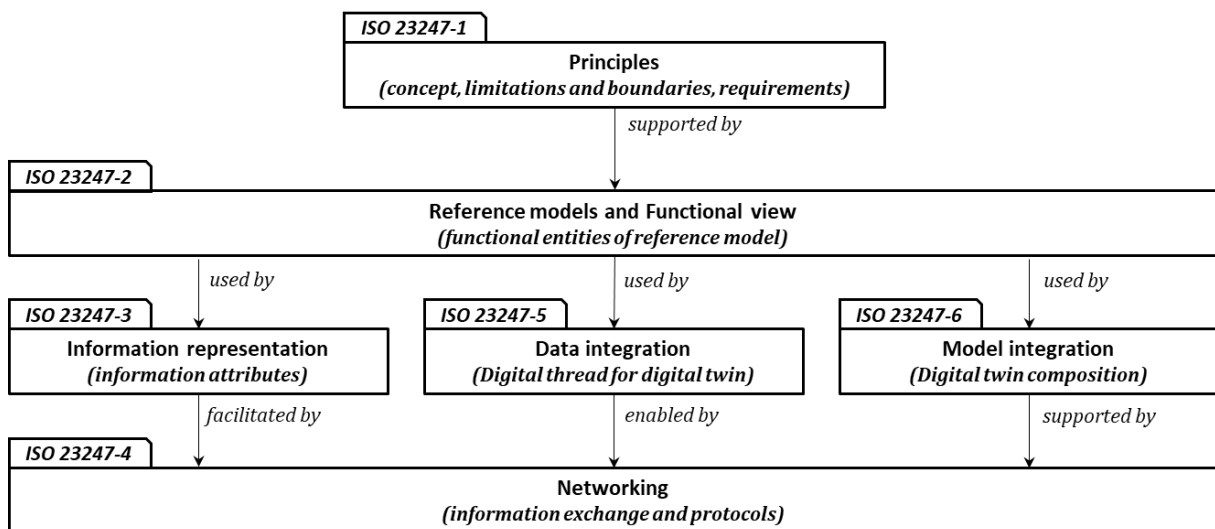 ISO 23247-1
Principles
(concept, limitations and boundaries, requirements)
supported by
ISO 23247-2
Reference models and Functional view
(functional entities of reference model)
used by
used by
used by
ISO 23247-3
Information representation
(information attributes)
ISO 23247-5
Data integration
(Digital thread for digital twin)
ISO 23247-6
Model integration
(Digital twin composition)
facilitated by
enabled by
supported by
ISO 23247-4
Networking
(information exchange and protocols)